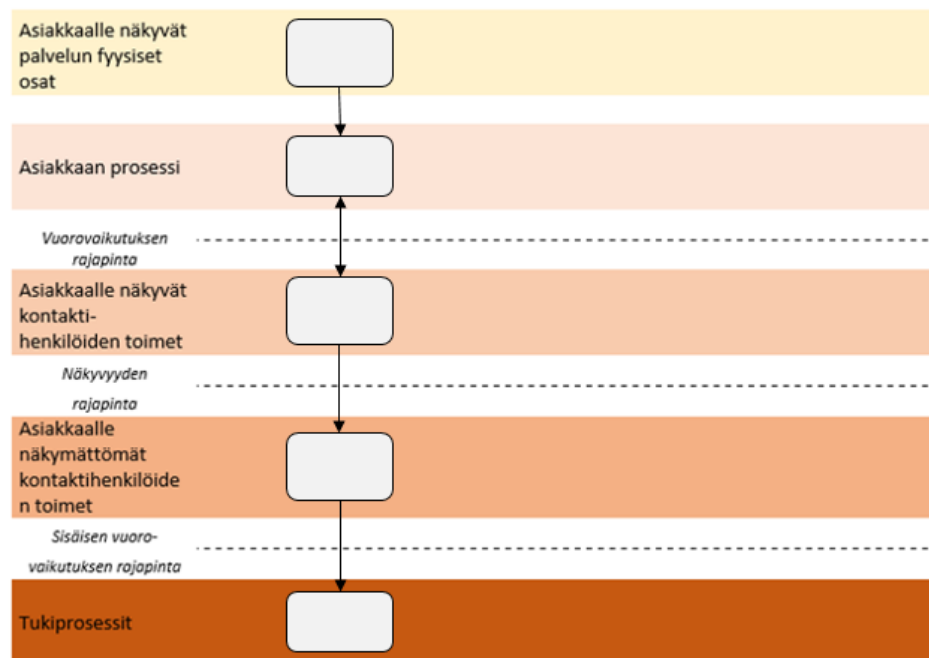 Asiakkaalle näkyvät
palvelun fyysiset
osat
Asiakkaan prosessi
Vuorovaikutuksen
rajapinta
Asiakkaalle näkyvät
kontakti-
henkilöiden toimet
Näkyvyyden
rajapinta
Asiakkaalle
näkymättömät
kontaktihenkilöide
n toimet
Sisäisen vuoro-
vaikutuksen rajapinta
Tukiprosessit